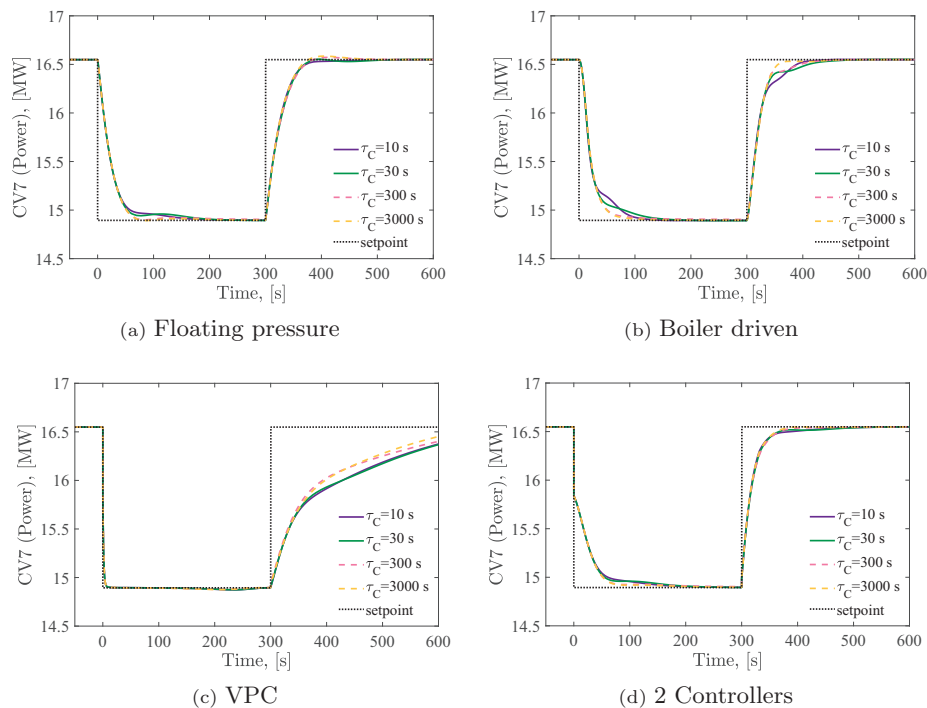 17
16.5
16
15.5
15
14.5
CV7 (Power), [MW]
0
100
200
300
400
500
600
Time, [s]
τC=10 s
τC=30 s
τC=300 s
τC=3000 s
setpoint
(a) Floating pressure
17
16.5
16
15.5
15
14.5
CV7 (Power), [MW]
0
100
200
300
400
500
600
Time, [s]
τC=10 s
τC=30 s
τC=300 s
τC=3000 s
setpoint
(b) Boiler driven
17
16.5
16
15.5
15
14.5
CV7 (Power), [MW]
0
100
200
300
400
500
600
Time, [s]
τC=10 s
τC=30 s
τC=300 s
τC=3000 s
setpoint
(c) VPC
17
16.5
16
15.5
15
14.5
CV7 (Power), [MW]
0
100
200
300
400
500
600
Time, [s]
τC=10 s
τC=30 s
τC=300 s
τC=3000 s
setpoint
(d) 2 Controllers